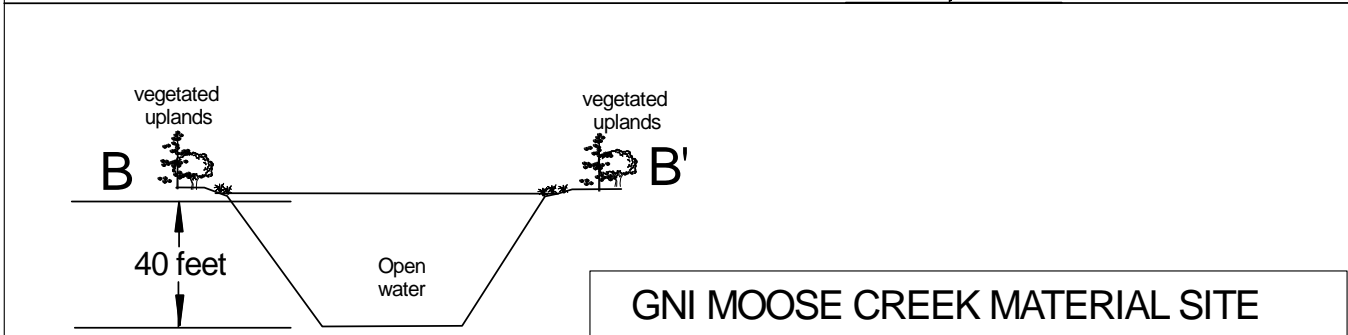 vegetated
uplands
vegetated
uplands
B
B'
40 feet
Open
water
GNI MOOSE CREEK MATERIAL SITE